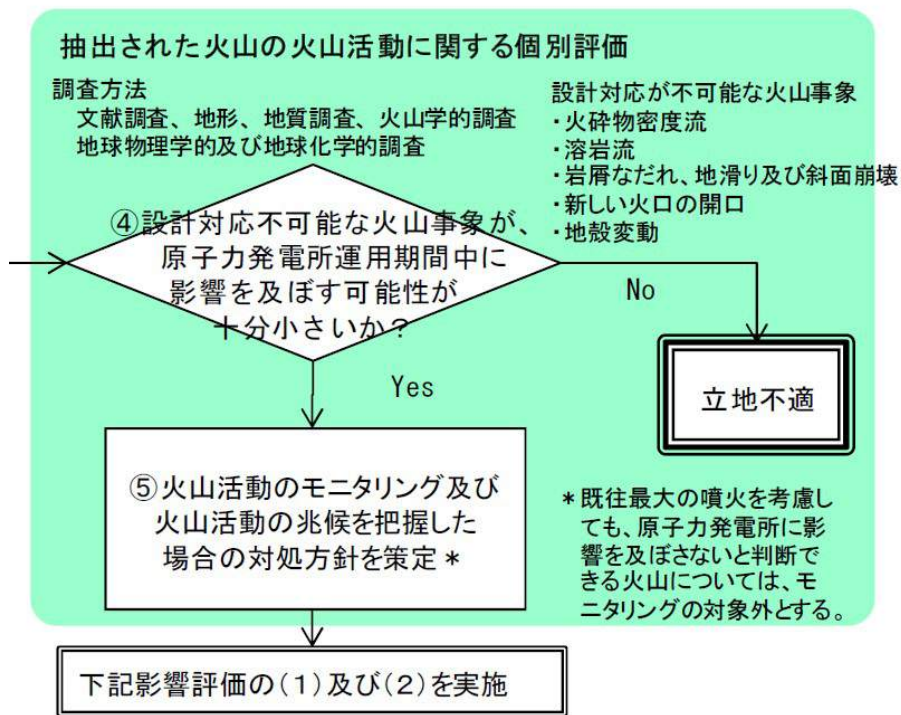 抽出された火山の火山活動に関する個別評価
調査方法
文献調査、地形、地質調査、火山学的調査
地球物理学的及び地球化学的調査
設計対応が不可能な火山事象
・火砕物密度流
・溶岩流
・岩屑なだれ、地滑り及び斜面崩壊
・新しい火口の開口
・地殻変動
④設計対応不可能な火山事象が、
原子力発電所運用期間中に
影響を及ぼす可能性が
十分小さいか？
No
Yes
立地不適
⑤火山活動のモニタリング及び
火山活動の兆候を把握した
場合の対処方針を策定＊
＊既往最大の噴火を考慮し
ても、原子力発電所に影
響を及ぼさないと判断で
きる火山については、モ
ニタリングの対象外とする。
下記影響評価の(1)及び(2)を実施